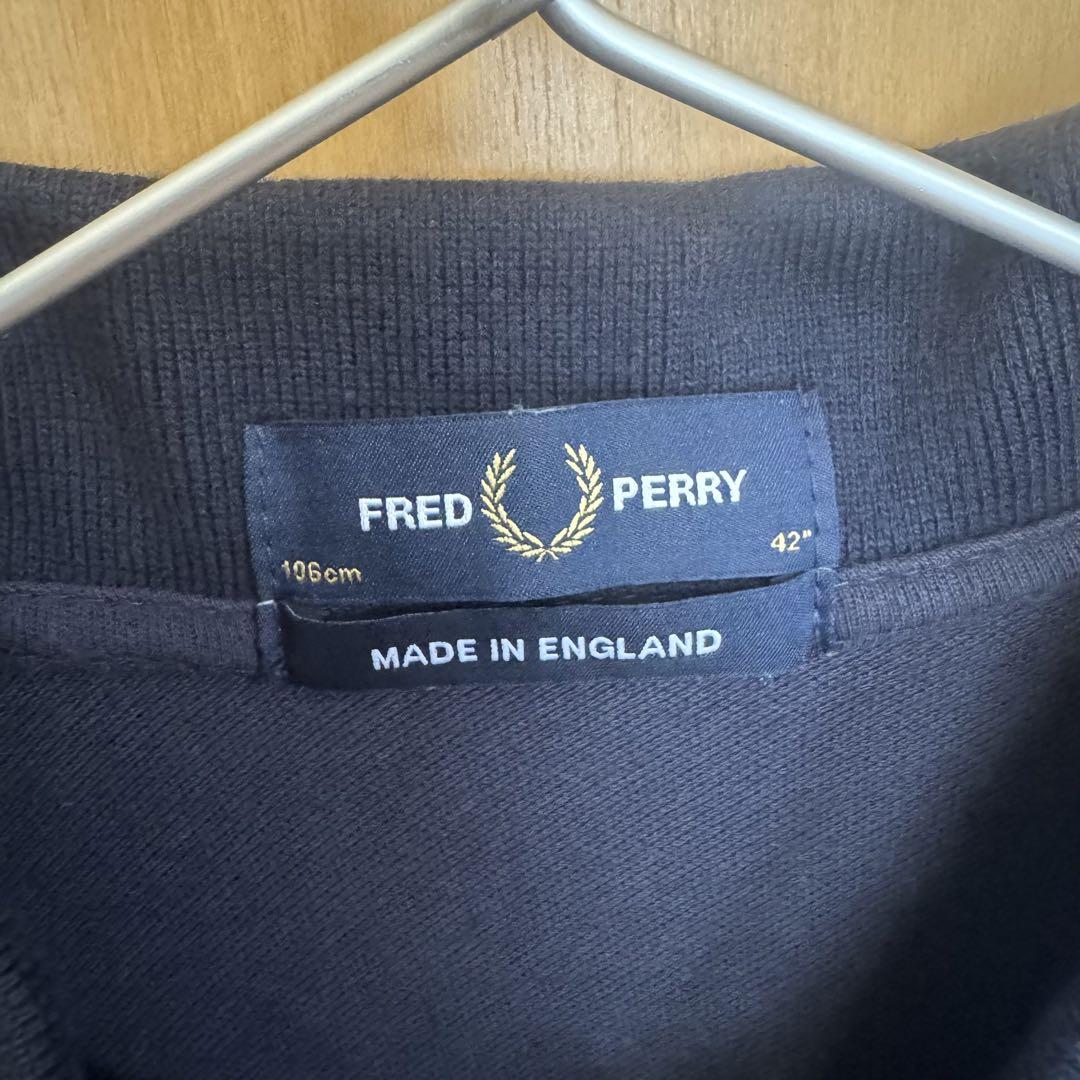 FRED PERRY
106cm 42"
MADE IN ENGLAND